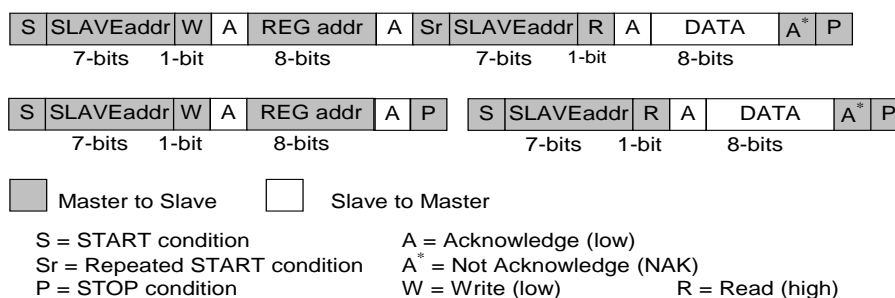 S SLAVEaddr W A REG addr A Sr SLAVEaddr R A DATA A* P
7-bits 1-bit 8-bits 7-bits 1-bit 8-bits
S SLAVEaddr W A REG addr A P S SLAVEaddr R A DATA A* P
7-bits 1-bit 8-bits 7-bits 1-bit 8-bits
Master to Slave Slave to Master
S = START condition A = Acknowledge (low)
Sr = Repeated START condition A* = Not Acknowledge (NAK)
P = STOP condition W = Write (low) R = Read (high)